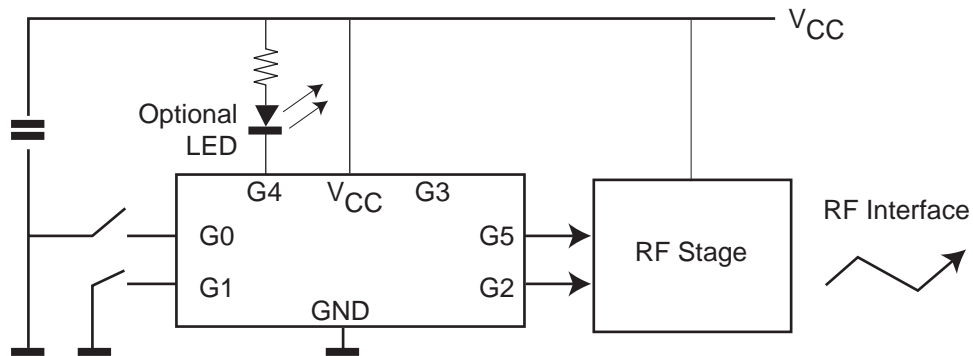 VCC
Optional
LED
G4
VCC
G3
G0
G1
GND
G5
G2
RF Stage
RF Interface